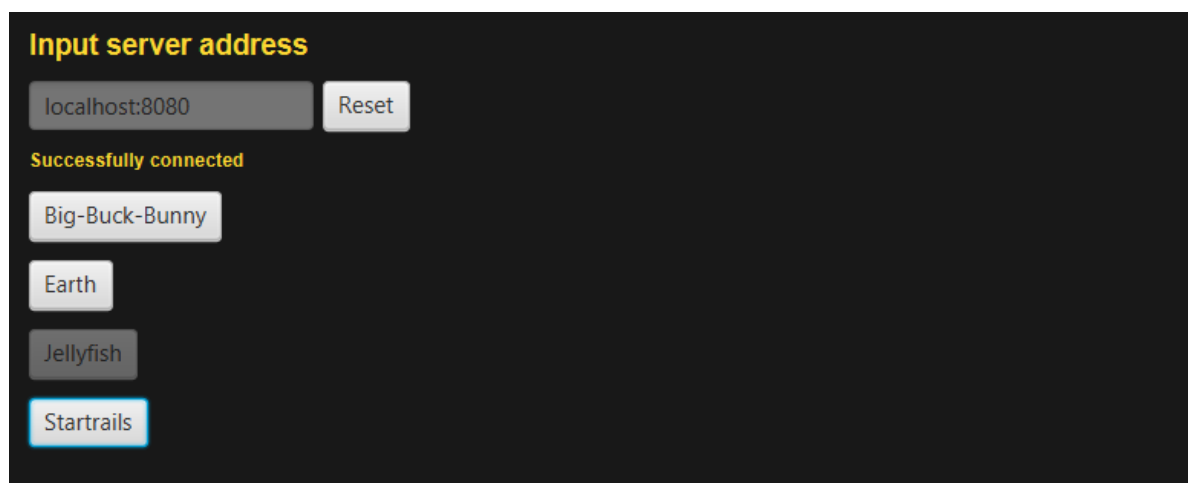 Input server address
localhost:8080 Reset
Successfully connected
Big-Buck-Bunny
Earth
Jellyfish
Startrails